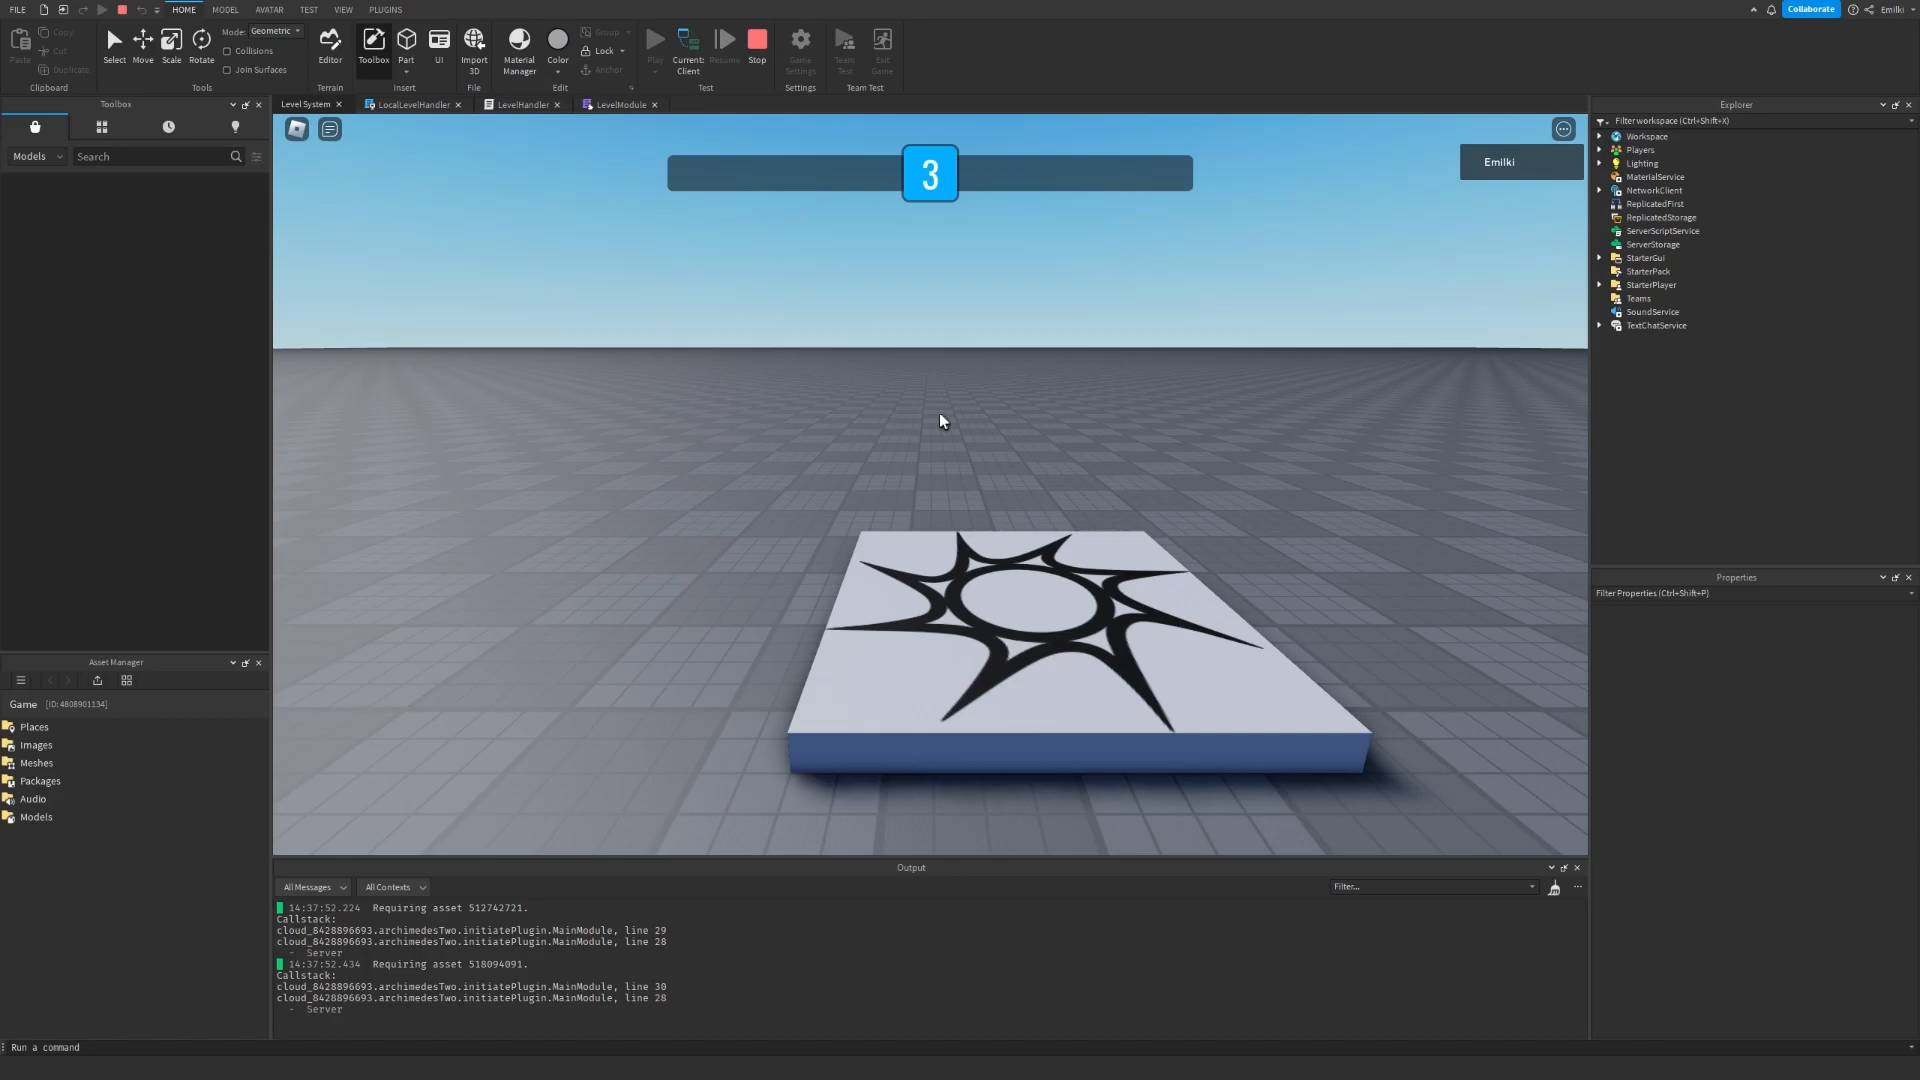 FILE HOME MODEL AVATAR TEST VIEW PLUGINS Collaborate Emilki
Paste Copy Cut Duplicate
Select Move Scale Rotate
Mode: Geometric
Collisions
Join Surfaces
Editor Toolbox Part UI Import 3D Material Manager Color
Group
Lock
Anchor
Play Current: Client Resume Stop Game Settings Team Test Exit Game
Clipboard Tools Terrain Insert File Edit Test Settings Team Test
Toolbox
Level System LocalLevelHandler LevelHandler LevelModule
Explorer
Models Search
3
Emilki
Filter workspace (Ctrl+Shift+X)
Workspace
Players
Lighting
MaterialService
NetworkClient
ReplicatedFirst
ReplicatedStorage
ServerScriptService
ServerStorage
StarterGui
StarterPack
StarterPlayer
Teams
SoundService
TextChatService
Properties
Filter Properties (Ctrl+Shift+P)
Asset Manager
Game [ID: 4808901134]
Places
Images
Meshes
Packages
Audio
Models
Output
All Messages All Contexts Filter...
14:37:52.224 Requiring asset 512742721.
Callstack:
cloud_8428896693.archimedesTwo.initiatePlugin.MainModule, line 29
cloud_8428896693.archimedesTwo.initiatePlugin.MainModule, line 28
- Server
14:37:52.434 Requiring asset 518094091.
Callstack:
cloud_8428896693.archimedesTwo.initiatePlugin.MainModule, line 30
cloud_8428896693.archimedesTwo.initiatePlugin.MainModule, line 28
- Server
Run a command